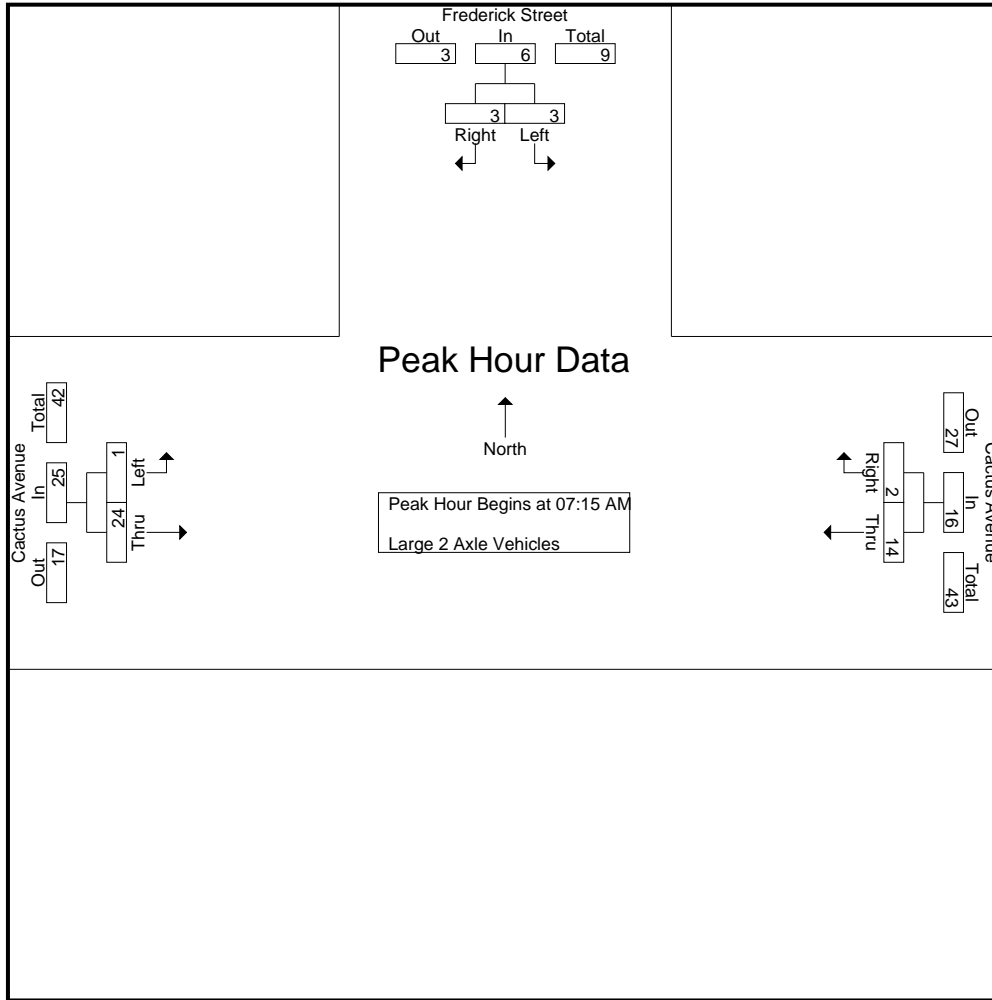 Frederick Street
Out In Total
3 6 9
3 3
Right Left
Peak Hour Data
North
Peak Hour Begins at 07:15 AM
Large 2 Axle Vehicles
Cactus Avenue
Out In Total
17 25 42
Thru Left
24 1
Cactus Avenue
Out In Total
27 16 43
Right Thru
2 14